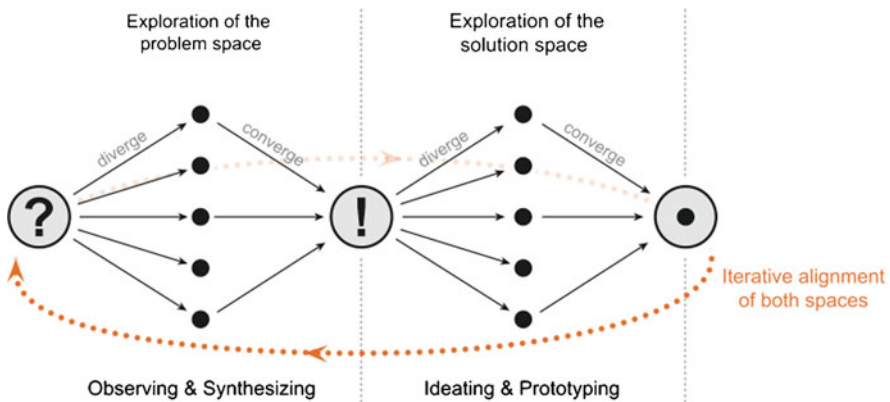 Exploration of the
problem space
Exploration of the
solution space
diverge
converge
diverge
converge
?
!
Iterative alignment
of both spaces
Observing & Synthesizing
Ideating & Prototyping